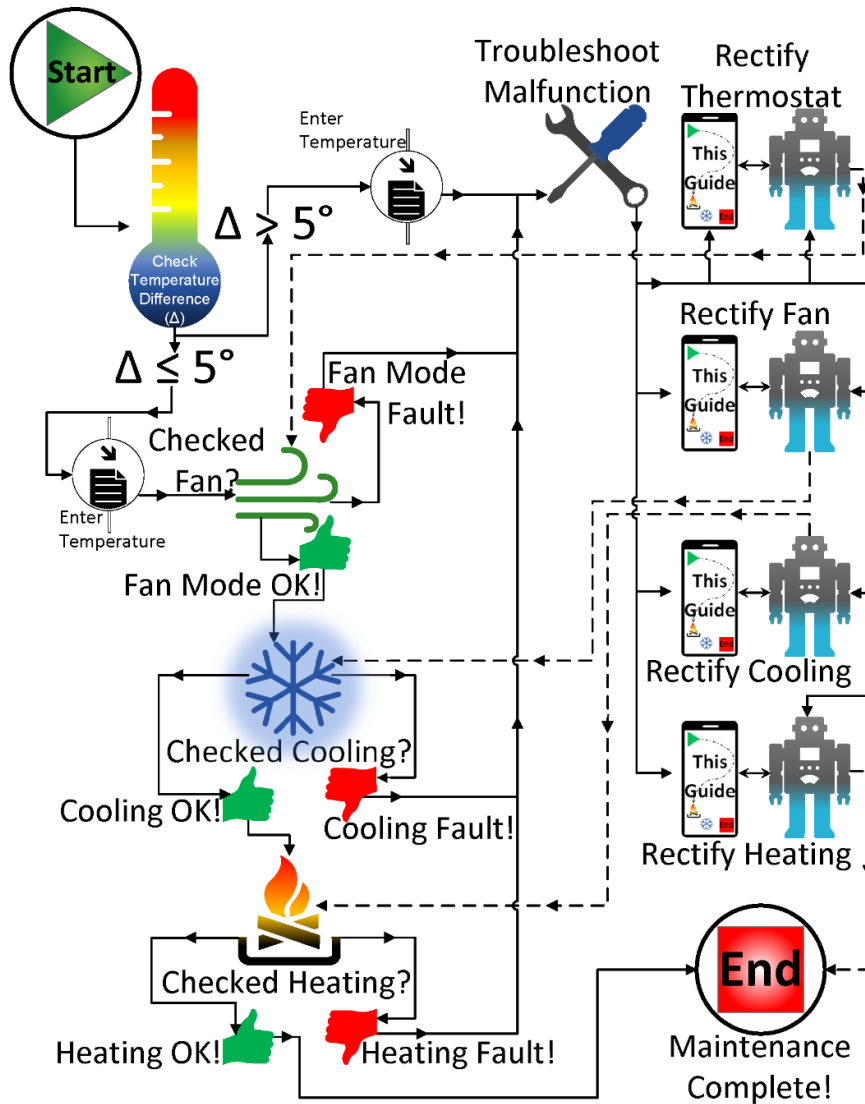 Start
Troubleshoot
Malfunction
Rectify
Thermostat
Enter
Temperature
This
Guide
End
Δ > 5°
Check
Temperature
Difference
(Δ)
Δ ≤ 5°
Rectify Fan
This
Guide
End
Fan Mode
Fault!
Checked
Fan?
Enter
Temperature
Fan Mode OK!
This
Guide
End
Rectify Cooling
Checked Cooling?
Cooling OK!
Cooling Fault!
This
Guide
End
Rectify Heating
Checked Heating?
Heating OK!
Heating Fault!
End
Maintenance
Complete!